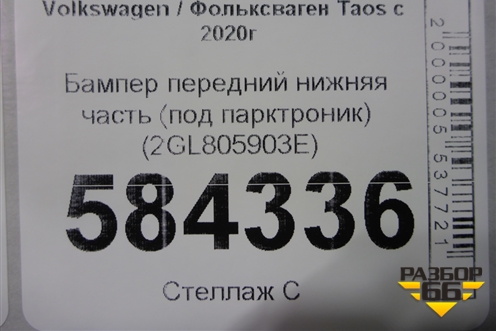 Volkswagen / Фольксваген Taos с
2020г
Бампер передний нижняя
часть (под парктроник)
(2GL805903E)
584336
Стеллаж С
2000005537721
РАЗБОР
66